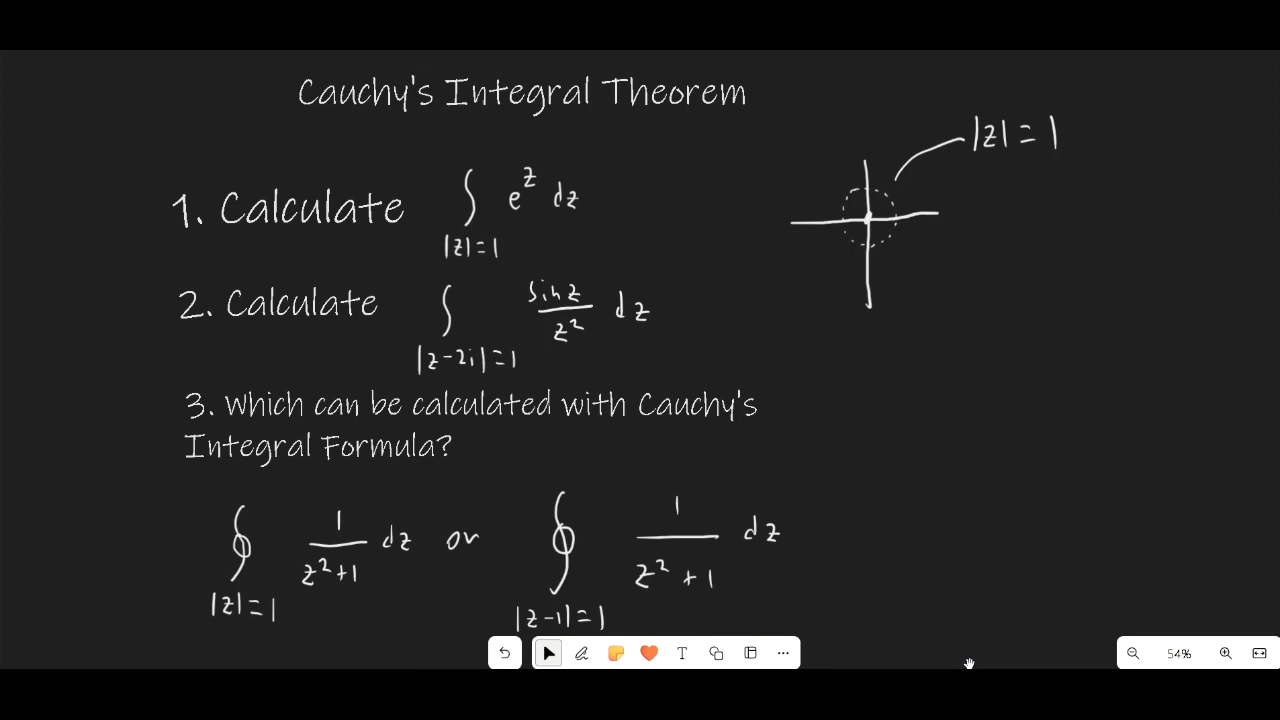 Cauchy's Integral Theorem
|z| = 1
1. Calculate ∫ e^z dz
|z| = 1
2. Calculate ∫ sin z / z² dz
|z-2i| = 1
3. Which can be calculated with Cauchy's
Integral Formula?
∮ 1/(z²+1) dz or ∮ 1/(z²+1) dz
|z| = 1 |z-1| = 1
54%